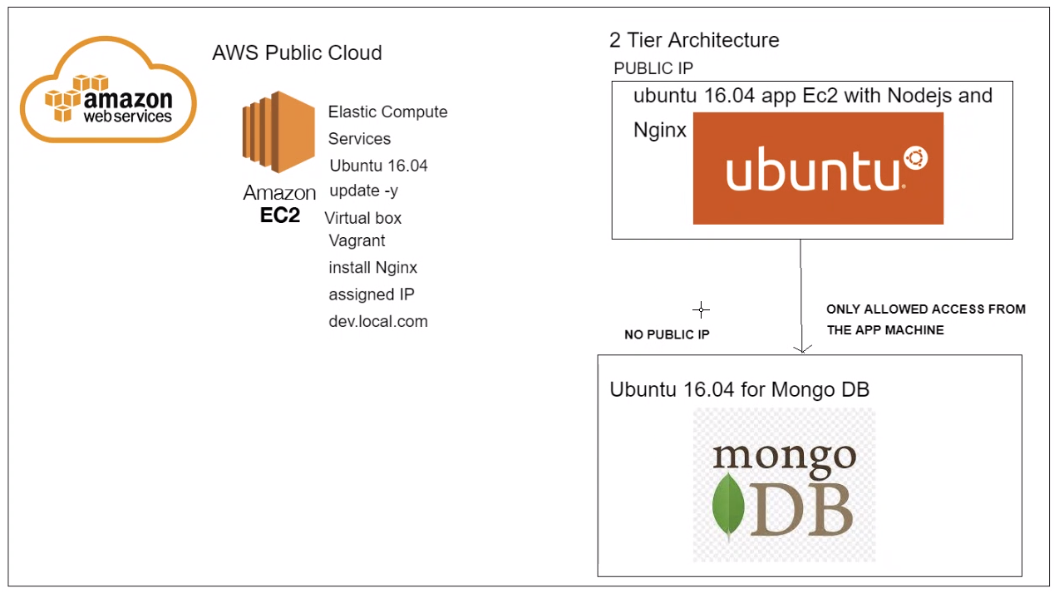 amazon
webservices
AWS Public Cloud
Amazon
EC2
Elastic Compute
Services
Ubuntu 16.04
update -y
Virtual box
Vagrant
install Nginx
assigned IP
dev.local.com
2 Tier Architecture
PUBLIC IP
ubuntu 16.04 app Ec2 with Nodejs and
Nginx
ubuntu
ONLY ALLOWED ACCESS FROM
THE APP MACHINE
NO PUBLIC IP
Ubuntu 16.04 for Mongo DB
mongo
DB